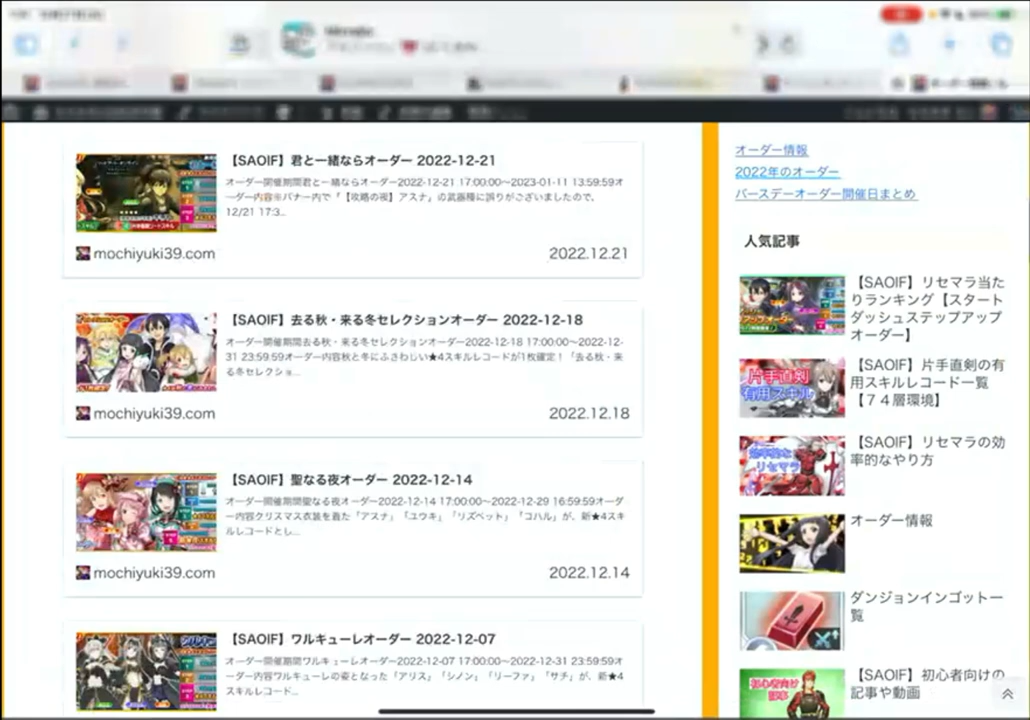 【SAOIF】君と一緒ならオーダー 2022-12-21
オーダー開催期間君と一緒ならオーダー2022-12-21 17:00:00〜2023-01-11 13:59:59オ
ーダー内容※バナー内で「【攻略の夜】アスナ」の武器種に誤りがございましたので、
12/21 17:3...
mochiyuki39.com
2022.12.21
【SAOIF】去る秋・来る冬セレクションオーダー 2022-12-18
オーダー開催期間去る秋・来る冬セレクションオーダー2022-12-18 17:00:00〜2022-12-
31 23:59:59オーダー内容秋と冬にふさわしい★4スキルレコードが1枚確定！「去る秋・来
る冬セレクショ...
mochiyuki39.com
2022.12.18
【SAOIF】聖なる夜オーダー 2022-12-14
オーダー開催期間聖なる夜オーダー2022-12-14 17:00:00〜2022-12-29 16:59:59オーダ
ー内容クリスマス衣装を着た「アスナ」「ユウキ」「リズベット」「コハル」が、新★4スキ
ルレコードとし...
mochiyuki39.com
2022.12.14
【SAOIF】ワルキューレオーダー 2022-12-07
オーダー開催期間ワルキューレオーダー2022-12-07 17:00:00〜2022-12-31 23:59:59オ
ーダー内容ワルキューレの姿となった「アリス」「シノン」「リーファ」「サチ」が、新★4
スキルレコード...
オーダー情報
2022年のオーダー
バースデーオーダー開催日まとめ
人気記事
【SAOIF】リセマラ当た
りランキング【スタート
ダッシュステップアップ
オーダー】
片手直剣
有用スキル
【SAOIF】片手直剣の有
用スキルレコード一覧
【７４層環境】
効率的な
リセマラ
【SAOIF】リセマラの効
率的なやり方
オーダー情報
ダンジョンインゴット一
覧
初心者向け
記事
【SAOIF】初心者向けの
記事や動画